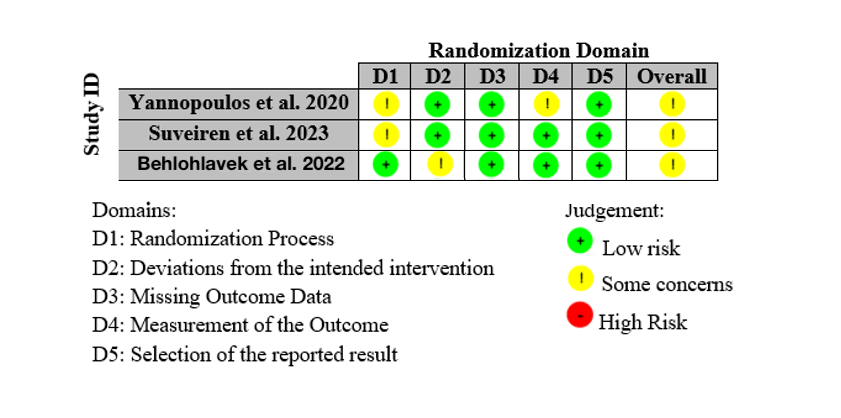 Randomization Domain
Study ID
D1 D2 D3 D4 D5 Overall
Yannopoulos et al. 2020 ! + + ! + !
Suveiren et al. 2023 ! + + + + !
Behlohlavek et al. 2022 + ! + + + !
Domains:
D1: Randomization Process
D2: Deviations from the intended intervention
D3: Missing Outcome Data
D4: Measurement of the Outcome
D5: Selection of the reported result
Judgement:
+ Low risk
! Some concerns
- High Risk